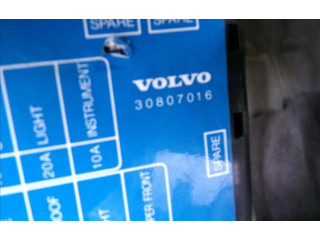 SPARE
SPARE
VOLVO
30807016
20A LIGHT
10A INSTRUMENT
SPARE